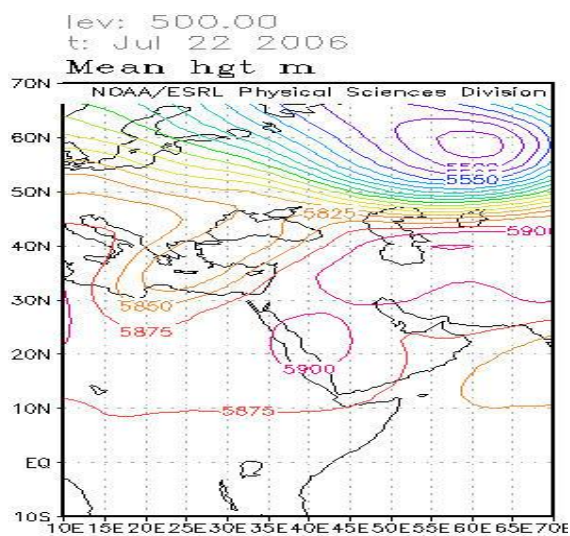 lev: 500.00
t: Jul 22 2006
Mean hgt m
NOAA/ESRL Physical Sciences Division
70N
60N
5550
50N
5825
5900
40N
30N
5850
5875
20N
5900
10N
5875
EQ
10S
10E 15E 20E 25E 30E 35E 40E 45E 50E 55E 60E 65E 70E